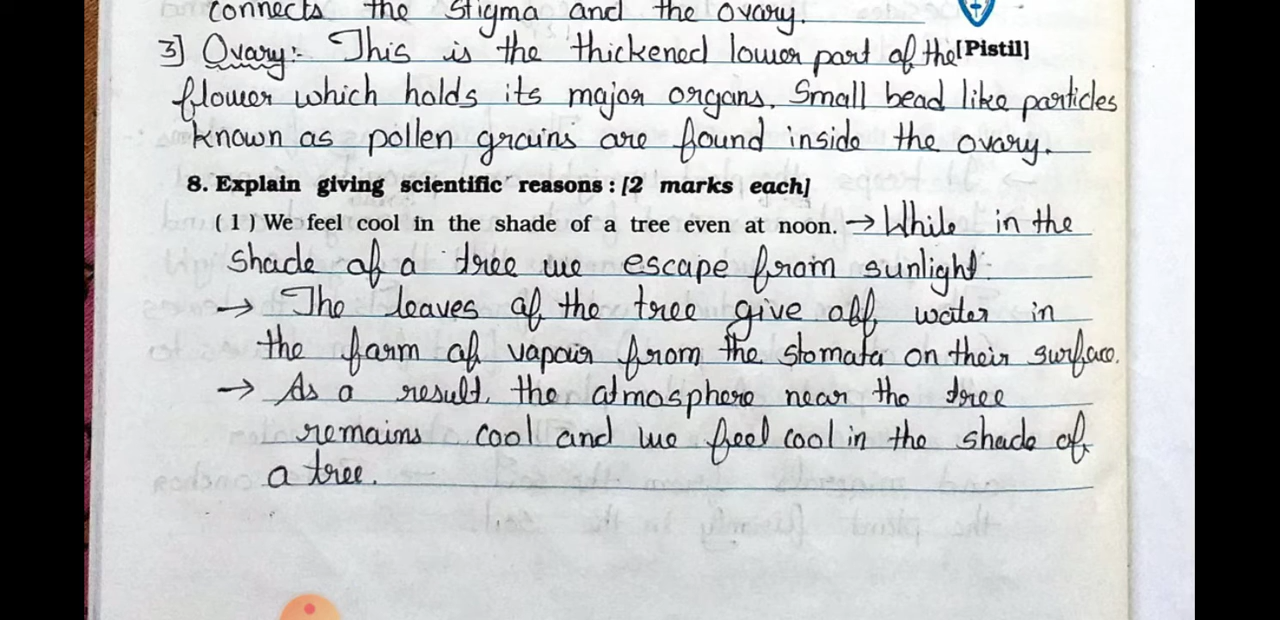 connects the Stigma and the Ovary.
3] Ovary:- This is the thickened lower part of the [Pistil]
flower which holds its major organs. Small bead like particles
known as pollen grains are found inside the ovary.
8. Explain giving scientific reasons : [2 marks each]
( 1 ) We feel cool in the shade of a tree even at noon. → While in the
shade of a tree we escape from sunlight.
→ The leaves of the tree give off water in
the form of vapour from the stomata on their surface.
→ As a result, the atmosphere near the tree
remains cool and we feel cool in the shade of
a tree.